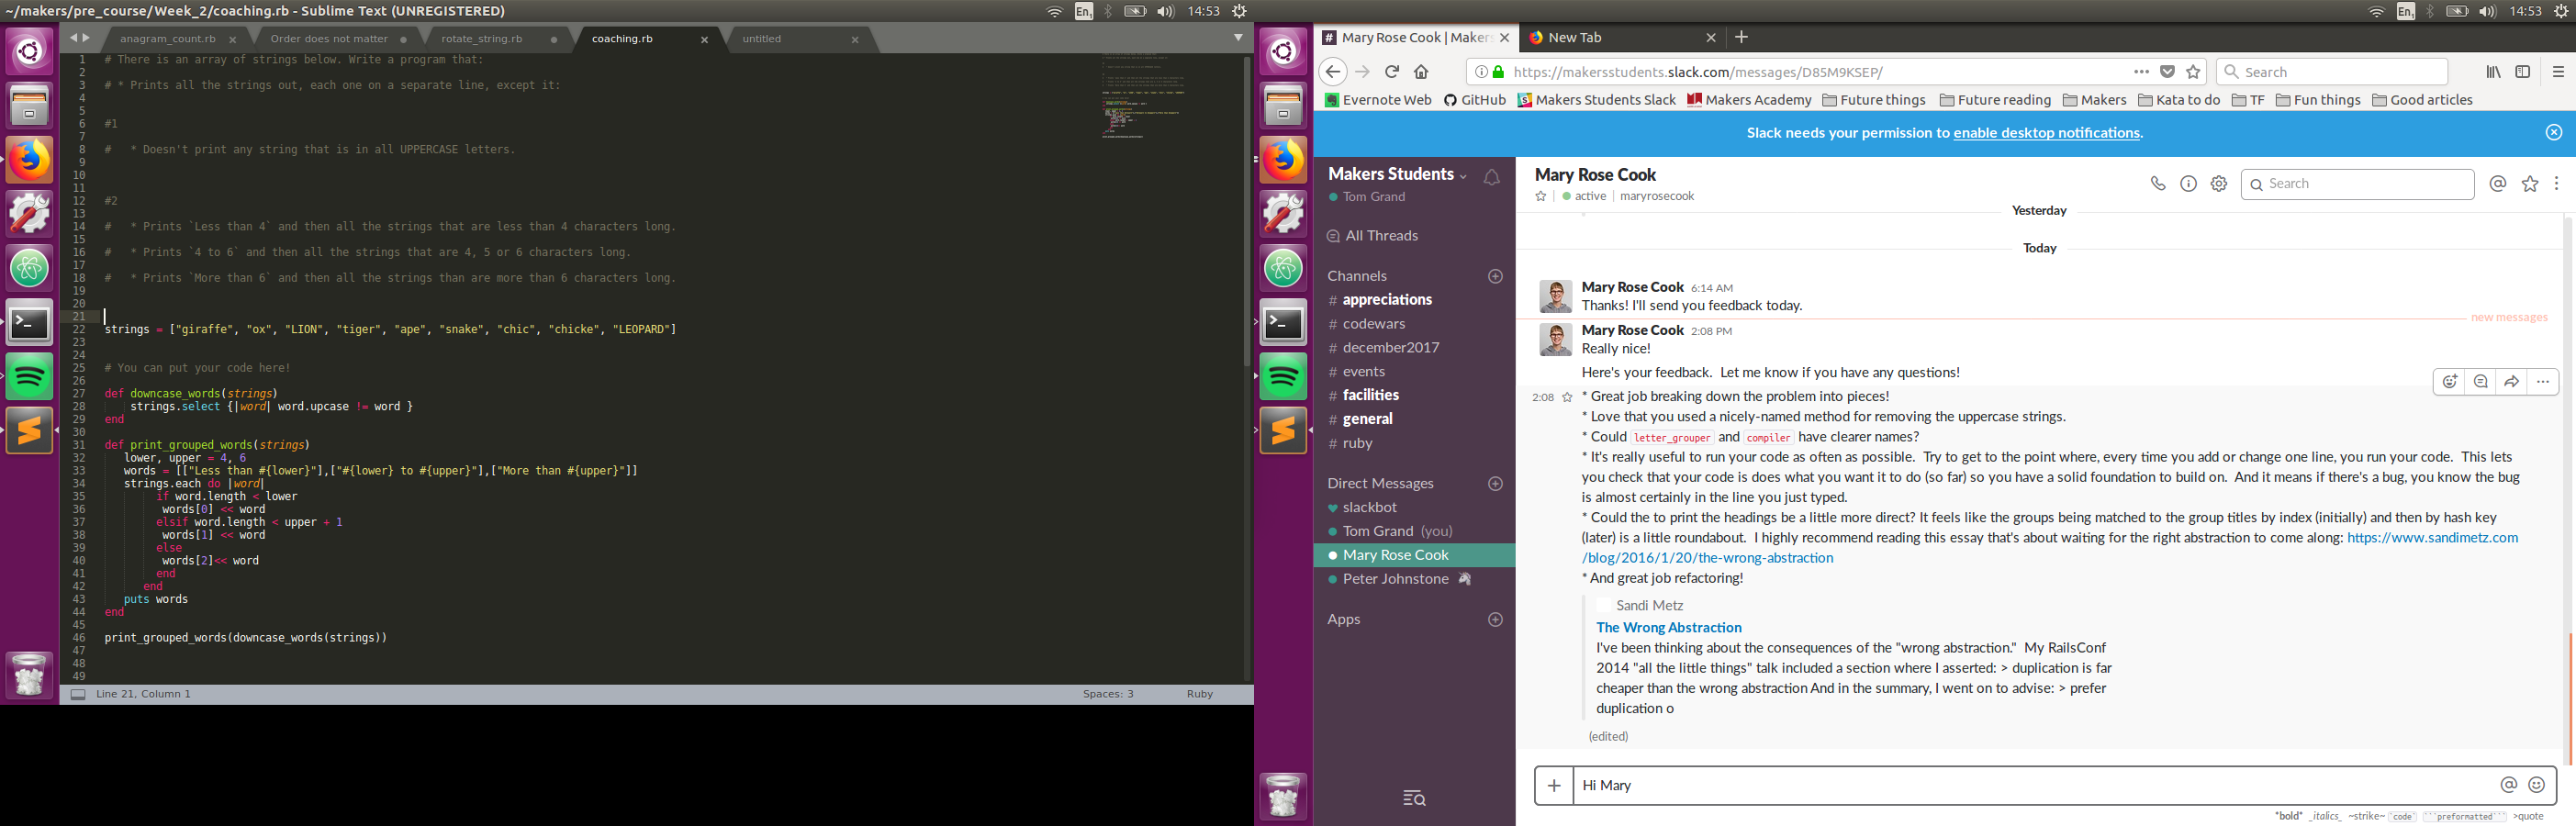 ~/makers/pre_course/Week_2/coaching.rb - Sublime Text (UNREGISTERED)
En1 14:53
anagram_count.rb × Order does not matter rotate_string.rb coaching.rb × untitled ×
1 # There is an array of strings below. Write a program that:
2
3 # * Prints all the strings out, each one on a separate line, except it:
4
5
6 #1
7
8 #   * Doesn't print any string that is in all UPPERCASE letters.
9
10
11
12 #2
13
14 #   * Prints `Less than 4` and then all the strings that are less than 4 characters long.
15
16 #   * Prints `4 to 6` and then all the strings that are 4, 5 or 6 characters long.
17
18 #   * Prints `More than 6` and then all the strings than are more than 6 characters long.
19
20
21
22 strings = ["giraffe", "ox", "LION", "tiger", "ape", "snake", "chic", "chicke", "LEOPARD"]
23
24
25 # You can put your code here!
26
27 def downcase_words(strings)
28     strings.select {|word| word.upcase != word }
29 end
30
31 def print_grouped_words(strings)
32    lower, upper = 4, 6
33    words = [["Less than #{lower}"],["#{lower} to #{upper}"],["More than #{upper}"]]
34    strings.each do |word|
35         if word.length < lower
36          words[0] << word
37         elsif word.length < upper + 1
38          words[1] << word
39         else
40          words[2]<< word
41         end
42       end
43    puts words
44 end
45
46 print_grouped_words(downcase_words(strings))
47
48
49
Line 21, Column 1 Spaces: 3 Ruby
En1 14:53
# Mary Rose Cook | Makers × New Tab × +
https://makersstudents.slack.com/messages/D85M9KSEP/ Search
Evernote Web GitHub Makers Students Slack Makers Academy Future things Future reading Makers Kata to do TF Fun things Good articles
Slack needs your permission to enable desktop notifications.
Makers Students
Tom Grand
All Threads
Channels
# appreciations
# codewars
# december2017
# events
# facilities
# general
# ruby
Direct Messages
slackbot
Tom Grand (you)
Mary Rose Cook
Peter Johnstone
Apps
Mary Rose Cook
active | maryrosecook
Search
Yesterday
Today
Mary Rose Cook 6:14 AM
Thanks! I'll send you feedback today.
new messages
Mary Rose Cook 2:08 PM
Really nice!
Here's your feedback.  Let me know if you have any questions!
2:08 * Great job breaking down the problem into pieces!
* Love that you used a nicely-named method for removing the uppercase strings.
* Could letter_grouper and compiler have clearer names?
* It's really useful to run your code as often as possible.  Try to get to the point where, every time you add or change one line, you run your code.  This lets
you check that your code is does what you want it to do (so far) so you have a solid foundation to build on.  And it means if there's a bug, you know the bug
is almost certainly in the line you just typed.
* Could the to print the headings be a little more direct? It feels like the groups being matched to the group titles by index (initially) and then by hash key
(later) is a little roundabout.  I highly recommend reading this essay that's about waiting for the right abstraction to come along: https://www.sandimetz.com
/blog/2016/1/20/the-wrong-abstraction
* And great job refactoring!
Sandi Metz
The Wrong Abstraction
I've been thinking about the consequences of the "wrong abstraction."  My RailsConf
2014 "all the little things" talk included a section where I asserted: > duplication is far
cheaper than the wrong abstraction And in the summary, I went on to advise: > prefer
duplication o
(edited)
Hi Mary
*bold* _italics_ ~strike~ `code` ```preformatted``` >quote